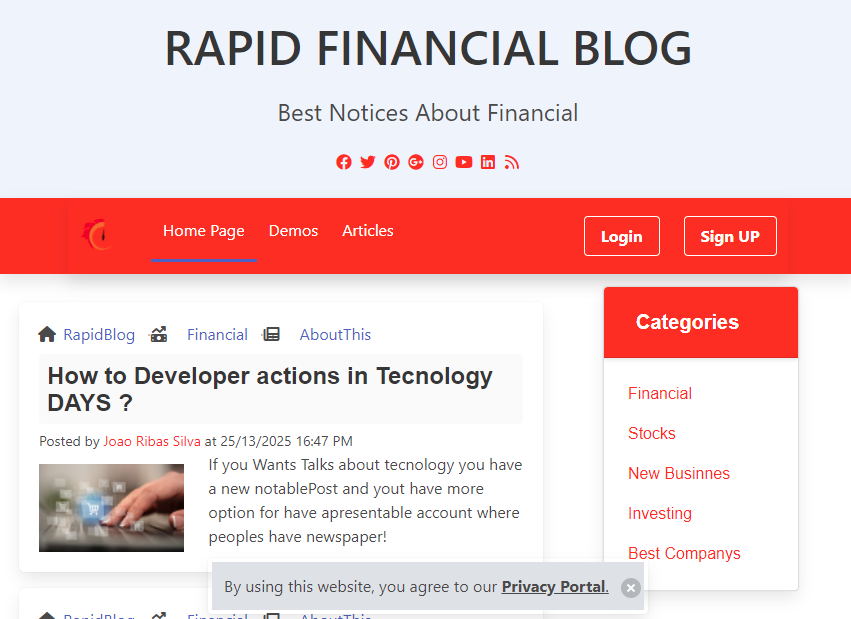 RAPID FINANCIAL BLOG
Best Notices About Financial
Home Page Demos Articles Login Sign UP
RapidBlog Financial AboutThis
How to Developer actions in Tecnology
DAYS ?
Posted by Joao Ribas Silva at 25/13/2025 16:47 PM
If you Wants Talks about tecnology you have
a new notablePost and yout have more
option for have apresentable account where
peoples have newspaper!
Categories
Financial
Stocks
New Businnes
Investing
Best Companys
By using this website, you agree to our Privacy Portal.
RapidBlog Financial AboutThis